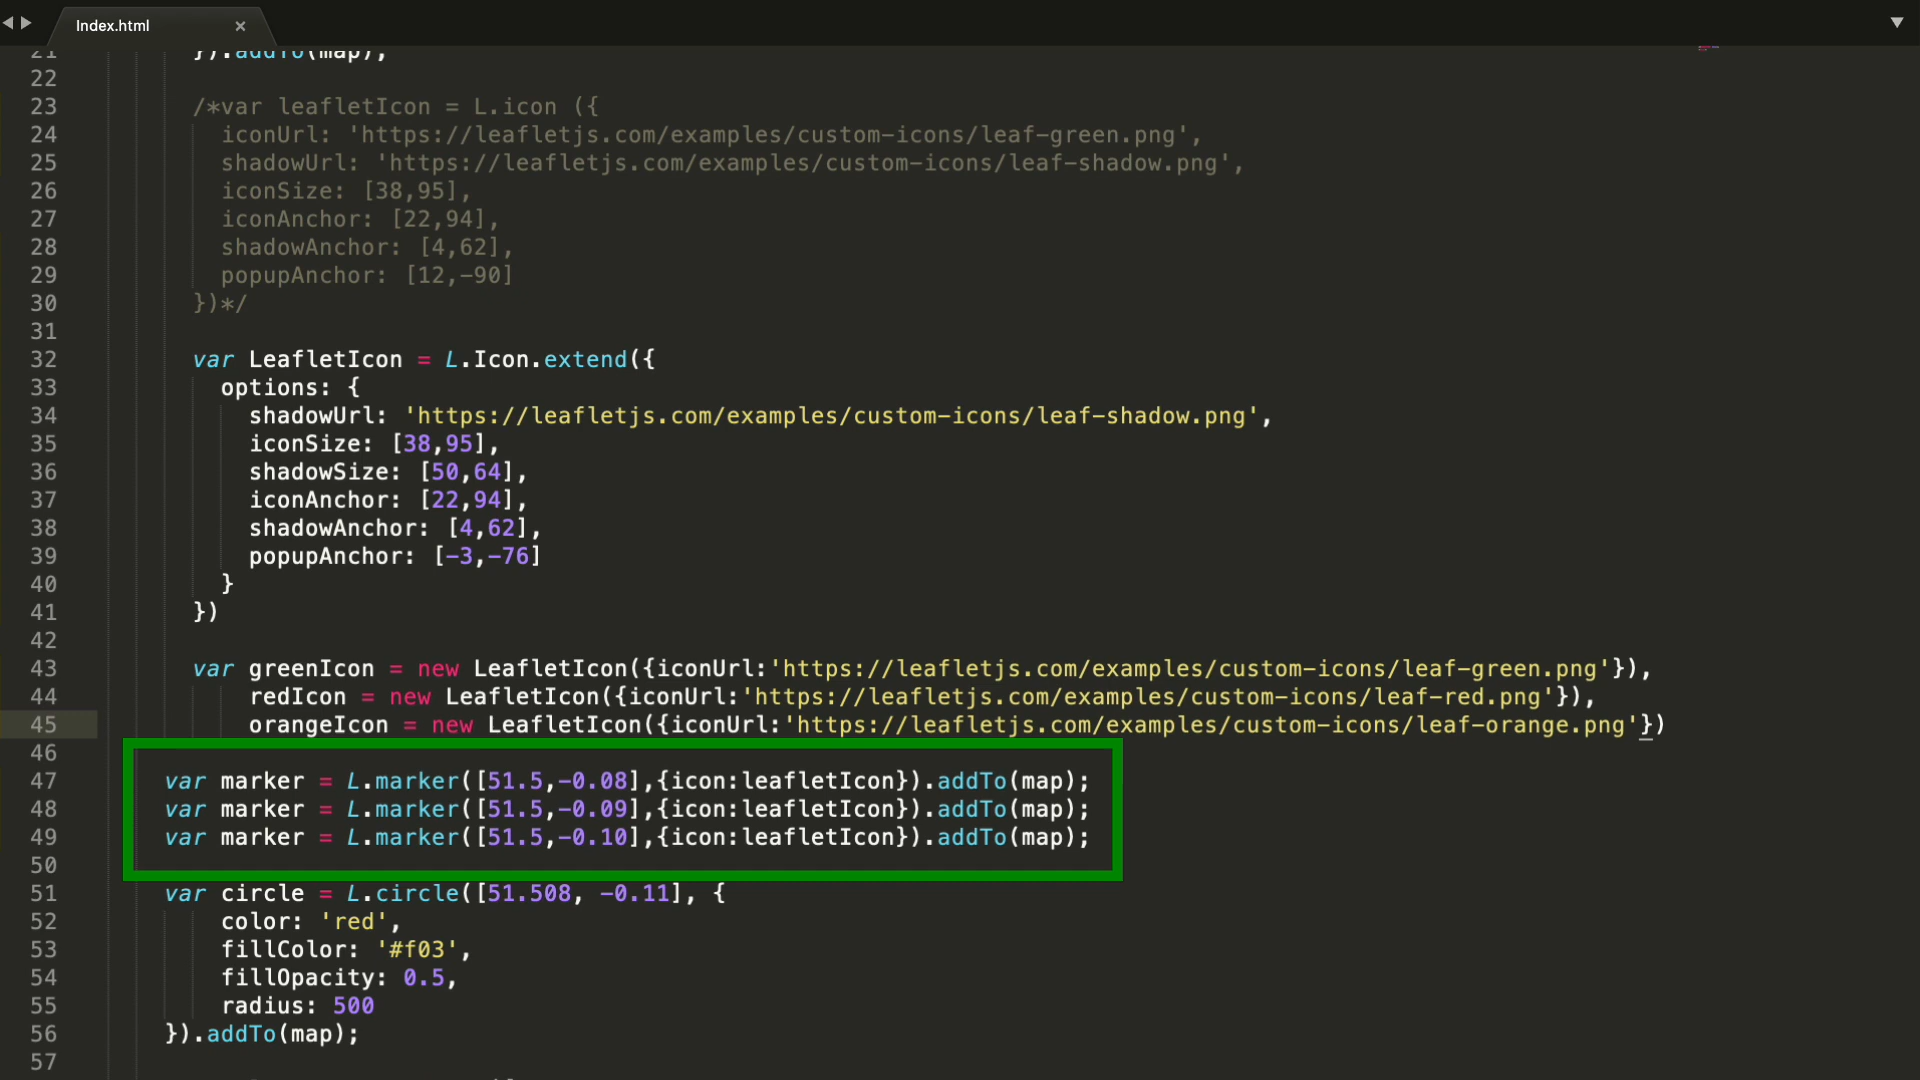 Index.html
21 }).addTo(map);
22
23 /*var leafletIcon = L.icon ({
24 iconUrl: 'https://leafletjs.com/examples/custom-icons/leaf-green.png',
25 shadowUrl: 'https://leafletjs.com/examples/custom-icons/leaf-shadow.png',
26 iconSize: [38,95],
27 iconAnchor: [22,94],
28 shadowAnchor: [4,62],
29 popupAnchor: [12,-90]
30 })*/
31
32 var LeafletIcon = L.Icon.extend({
33 options: {
34 shadowUrl: 'https://leafletjs.com/examples/custom-icons/leaf-shadow.png',
35 iconSize: [38,95],
36 shadowSize: [50,64],
37 iconAnchor: [22,94],
38 shadowAnchor: [4,62],
39 popupAnchor: [-3,-76]
40 }
41 })
42
43 var greenIcon = new LeafletIcon({iconUrl:'https://leafletjs.com/examples/custom-icons/leaf-green.png'}),
44 redIcon = new LeafletIcon({iconUrl:'https://leafletjs.com/examples/custom-icons/leaf-red.png'}),
45 orangeIcon = new LeafletIcon({iconUrl:'https://leafletjs.com/examples/custom-icons/leaf-orange.png'})
46
47 var marker = L.marker([51.5,-0.08],{icon:leafletIcon}).addTo(map);
48 var marker = L.marker([51.5,-0.09],{icon:leafletIcon}).addTo(map);
49 var marker = L.marker([51.5,-0.10],{icon:leafletIcon}).addTo(map);
50
51 var circle = L.circle([51.508, -0.11], {
52 color: 'red',
53 fillColor: '#f03',
54 fillOpacity: 0.5,
55 radius: 500
56 }).addTo(map);
57